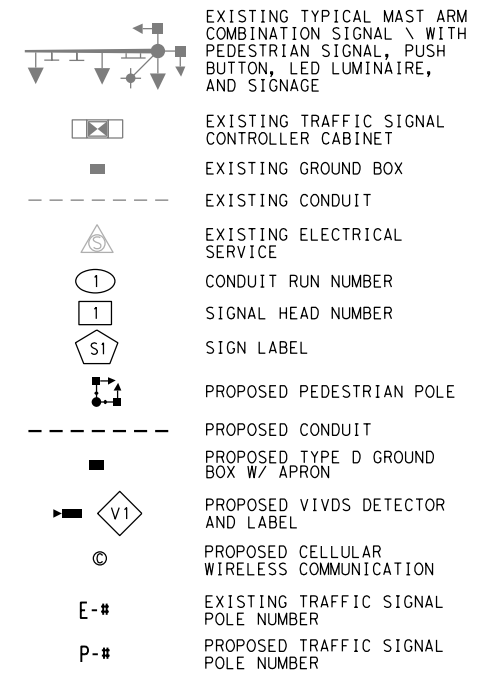 EXISTING TYPICAL MAST ARM
COMBINATION SIGNAL \ WITH
PEDESTRIAN SIGNAL, PUSH
BUTTON, LED LUMINAIRE,
AND SIGNAGE
EXISTING TRAFFIC SIGNAL
CONTROLLER CABINET
EXISTING GROUND BOX
EXISTING CONDUIT
S
EXISTING ELECTRICAL
SERVICE
1
CONDUIT RUN NUMBER
1
SIGNAL HEAD NUMBER
S1
SIGN LABEL
PROPOSED PEDESTRIAN POLE
PROPOSED CONDUIT
PROPOSED TYPE D GROUND
BOX W/ APRON
V1
PROPOSED VIVDS DETECTOR
AND LABEL
©
PROPOSED CELLULAR
WIRELESS COMMUNICATION
E-#
EXISTING TRAFFIC SIGNAL
POLE NUMBER
P-#
PROPOSED TRAFFIC SIGNAL
POLE NUMBER